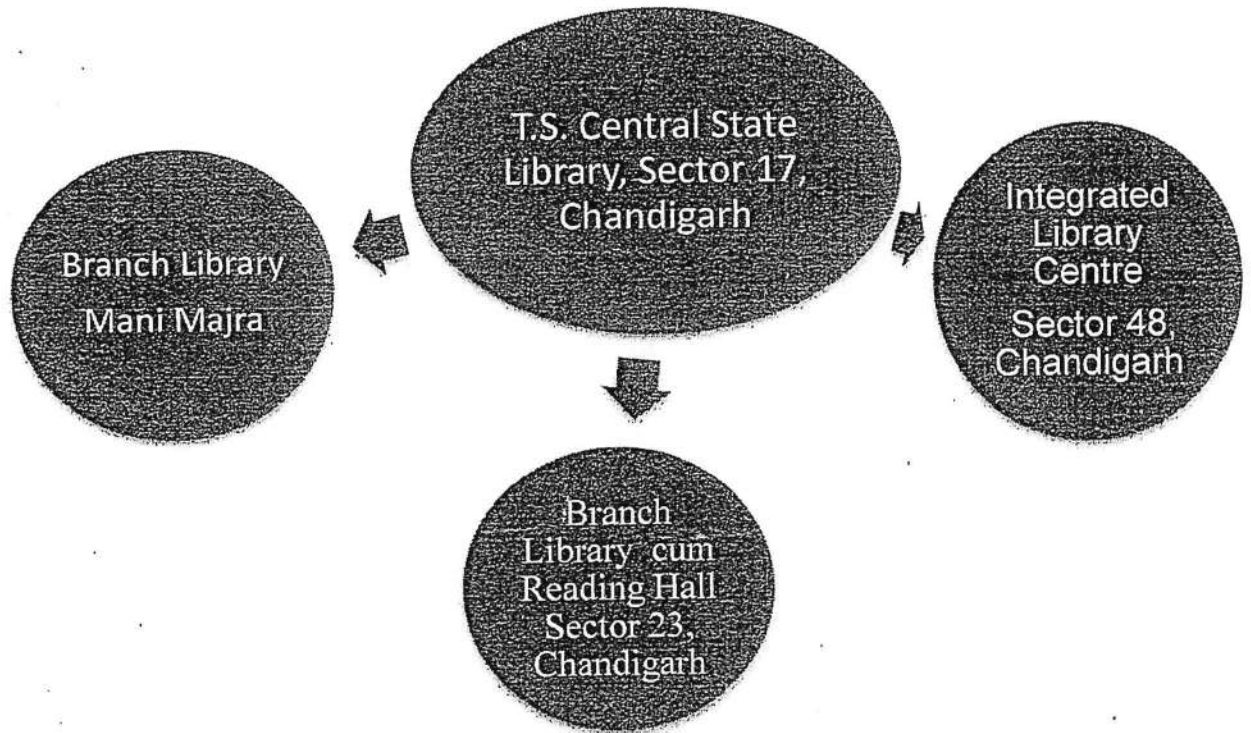 T.S. Central State
Library, Sector 17,
Chandigarh
Branch Library
Mani Majra
Integrated
Library
Centre
Sector 48,
Chandigarh
Branch
Library cum
Reading Hall
Sector 23,
Chandigarh